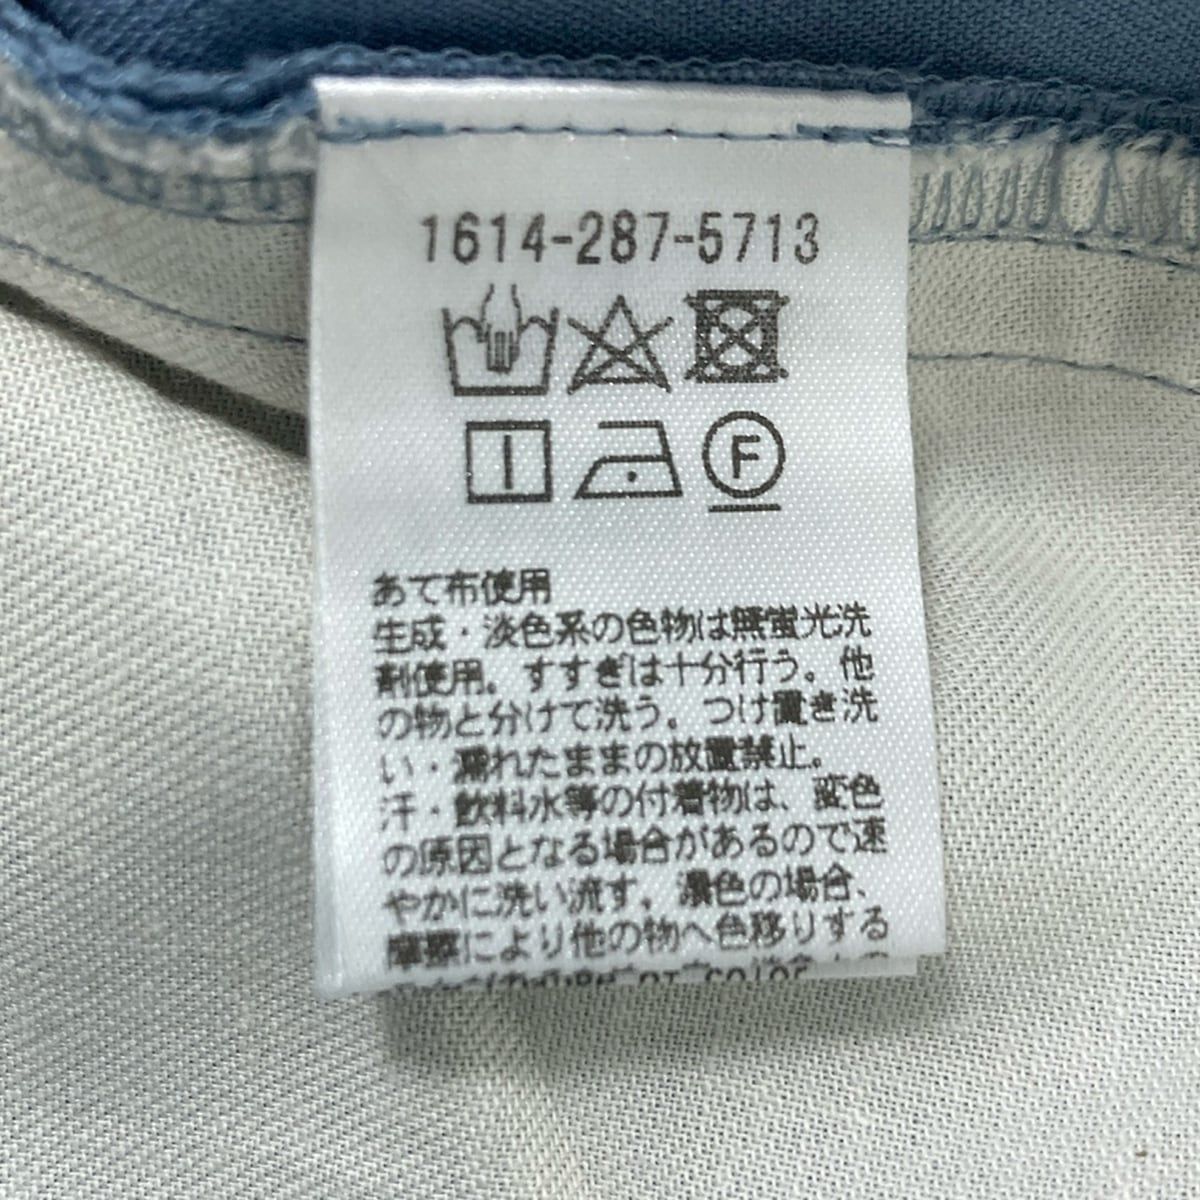 1614-287-5713
F
あて布使用
生成・淡色系の色物は無蛍光洗
剤使用。すすぎは十分行う。他
の物と分けて洗う。つけ置き洗
い・濡れたままの放置禁止。
汗・飲料水等の付着物は、変色
の原因となる場合があるので速
やかに洗い流す。濃色の場合、
摩擦により他の物へ色移りする